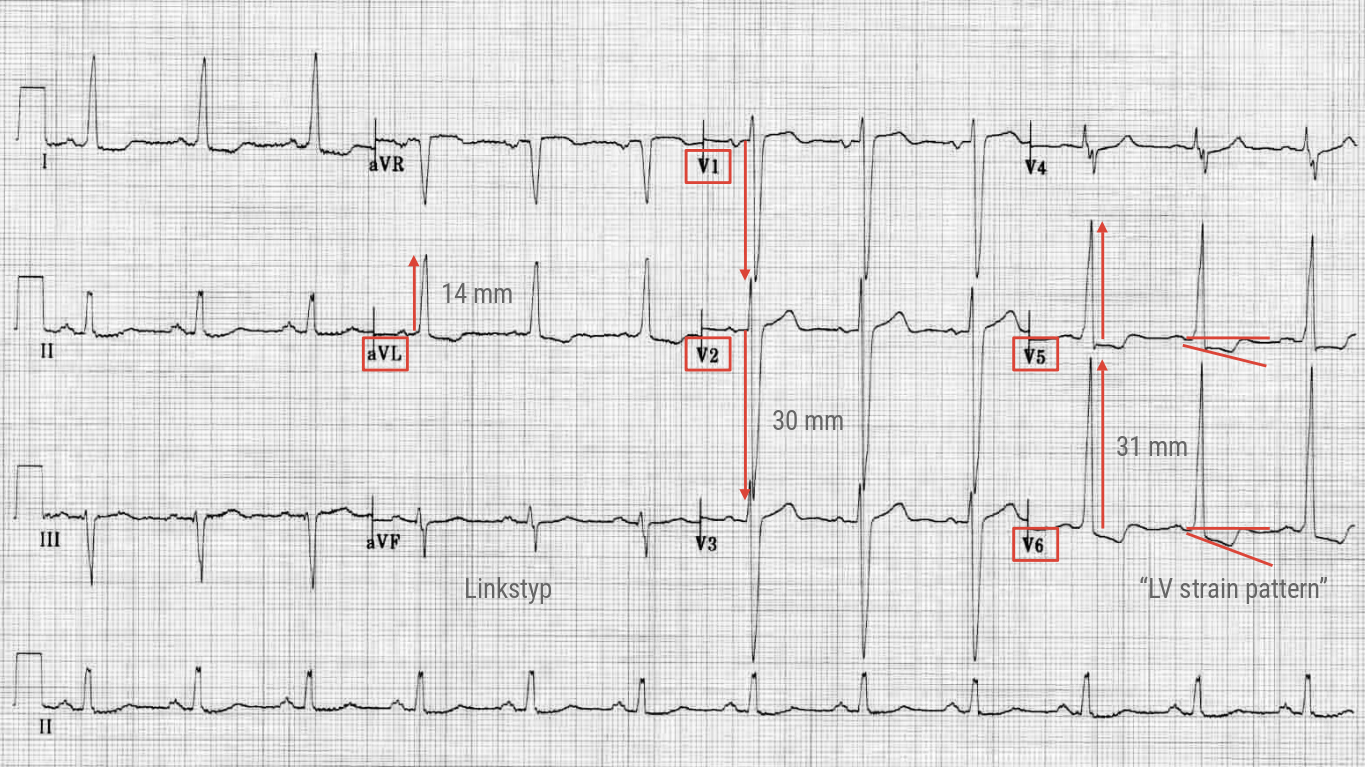 I
aVR
V1
V4
14 mm
II
aVL
V2
V5
30 mm
31 mm
III
aVF
V3
V6
Linkstyp
“LV strain pattern”
II